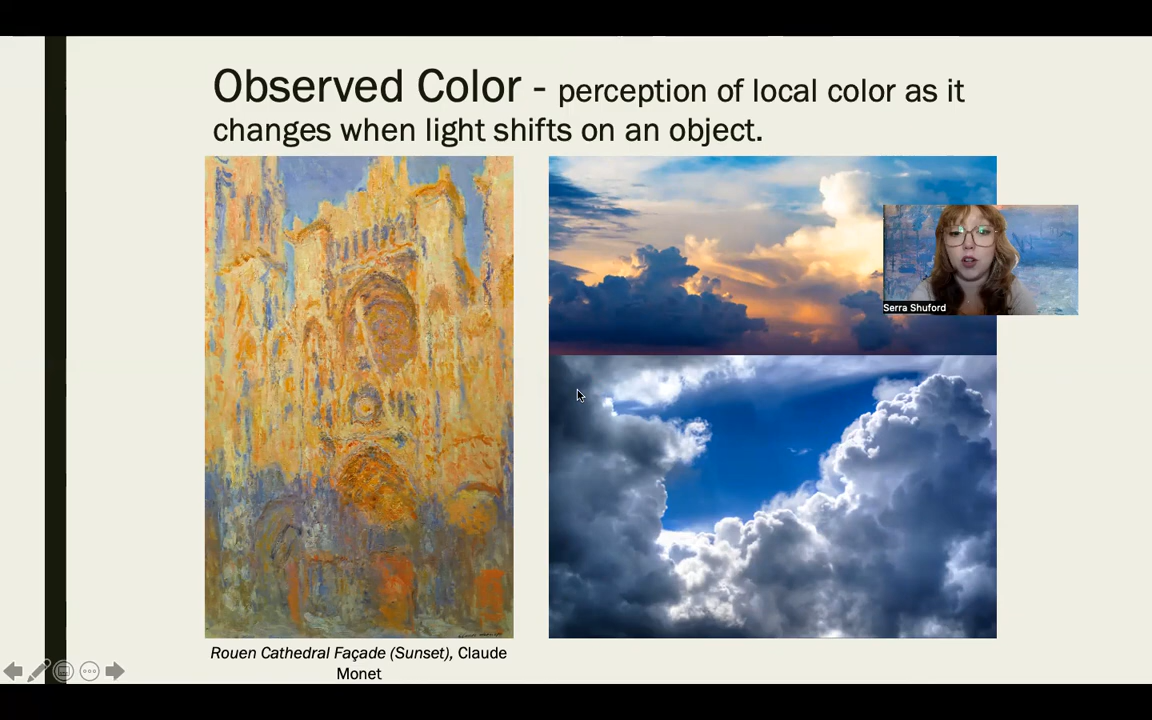 Observed Color - perception of local color as it
changes when light shifts on an object.
Serra Shuford
Rouen Cathedral Façade (Sunset), Claude
Monet